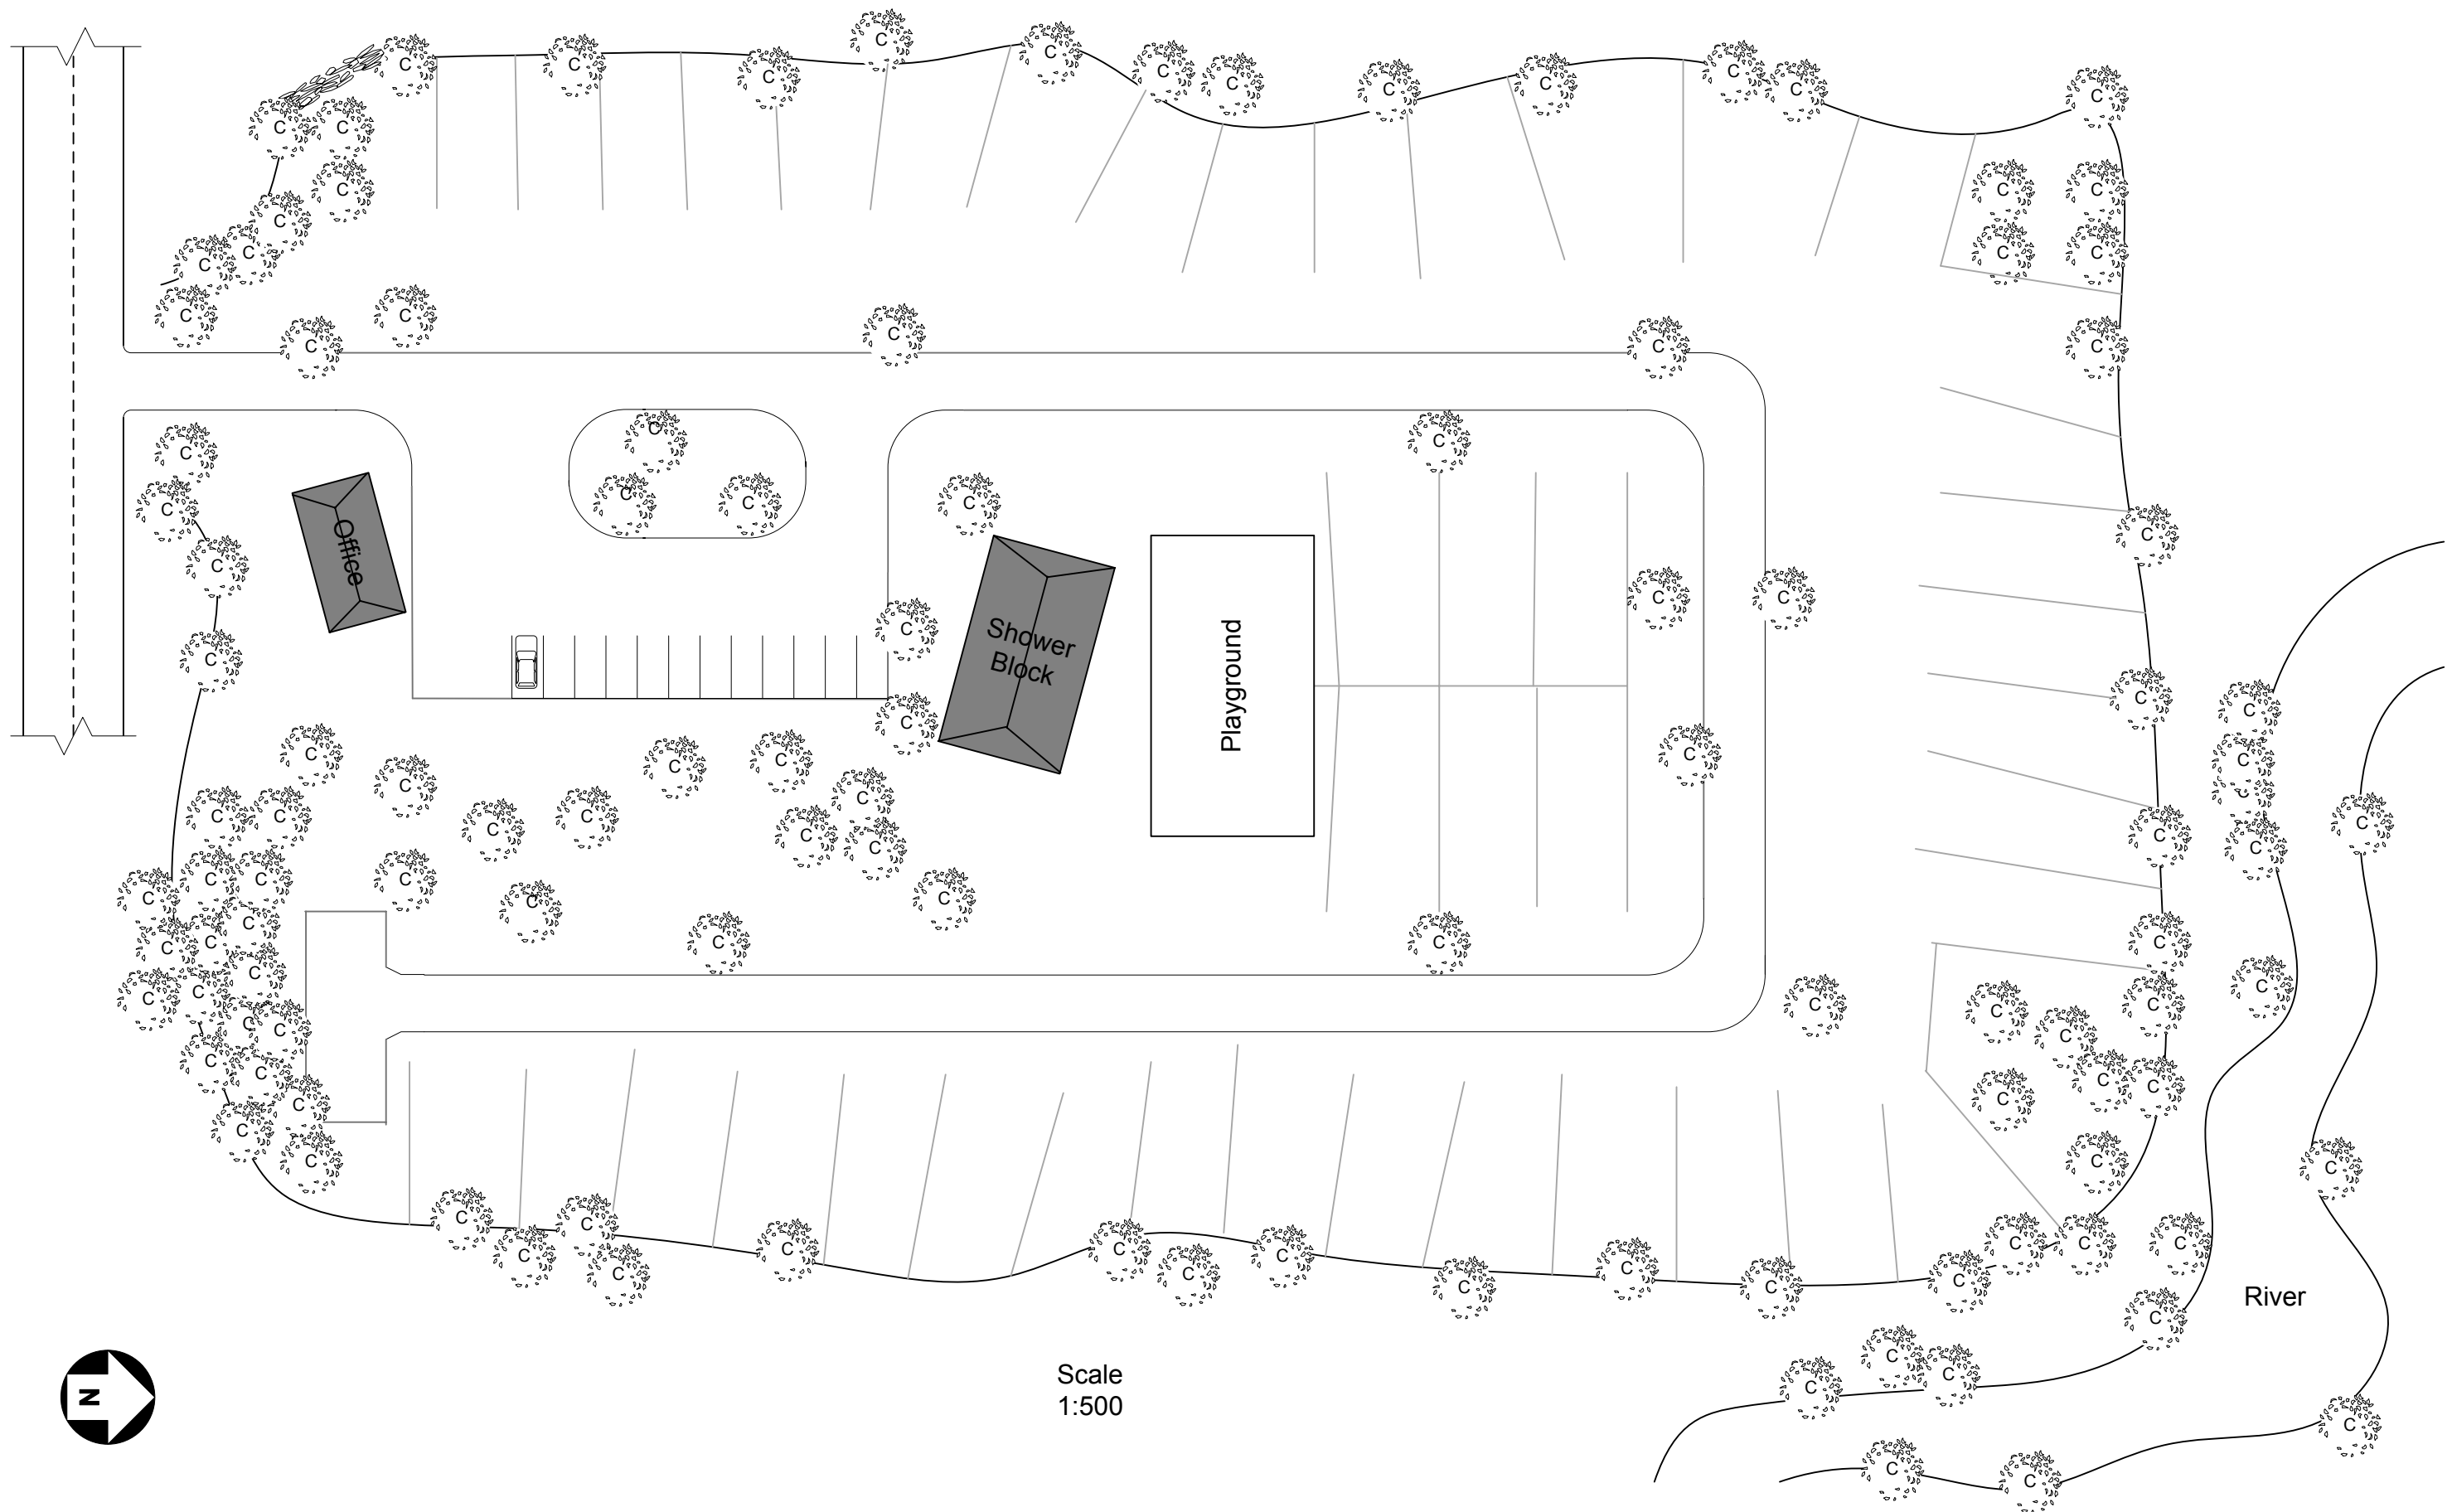 C C C C C C C C C C C C
C C C C C C C C C C C C C C C C
C C C C C C C C C
Office
C C C C C C C
Shower
Block
Playground
C C C C C C
C C C C C C C C C C C C C C C C
C C C C C C C C C C C C C C C C
C C C C C C C C C C C
C C C C C C C C C C C C C C C C
River
C C C C C C
N
Scale
1:500